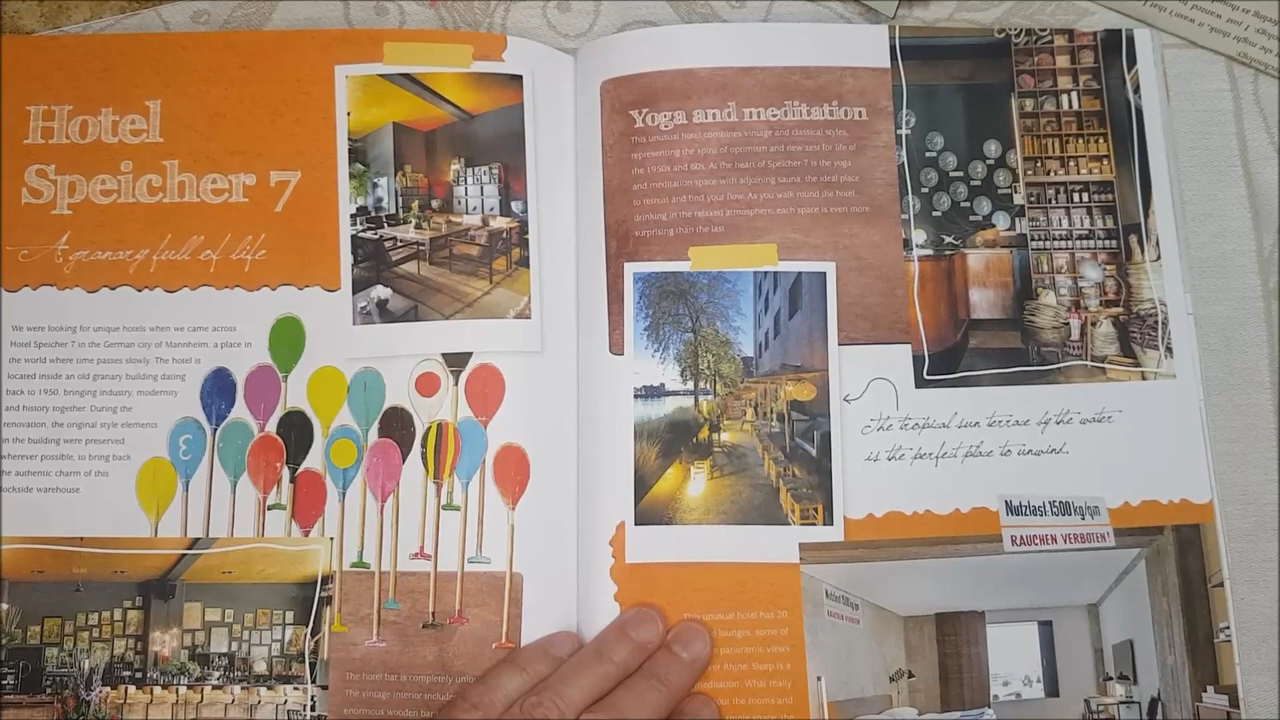 Hotel
Speicher 7
A granary full of life
We were looking for unique hotels when we came across
Hotel Speicher 7 in the German city of Mannheim, a place in
the world where time passes slowly. The hotel is
located inside an old granary building dating
back to 1950, bringing industry, modernity
and history together. During the
renovation, the original style elements
in the building were preserved
wherever possible, to bring back
the authentic charm of this
dockside warehouse.
3
The hotel bar is completely
The vintage interior
enormous wooden bar
Yoga and meditation
This unusual hotel combines vintage and classical styles,
representing the spirit of optimism and new zest for life of
the 1950s and 60s. At the heart of Speicher 7 is the yoga
and meditation space with adjoining sauna, the ideal place
to retreat and find your flow. As you walk round the hotel,
drinking in the relaxed atmosphere, each space is even more
surprising than the last.
The tropical sun terrace by the water
is the perfect place to unwind.
Nutzlast:1500kg/qm
RAUCHEN VERBOTEN!
Nutzlast:1500kg/qm
RAUCHEN VERBOTEN!
This unusual hotel has 20
lounges, some of
panoramic views
Rhine. Sleep is a
meditation. What really
the rooms and
space, the